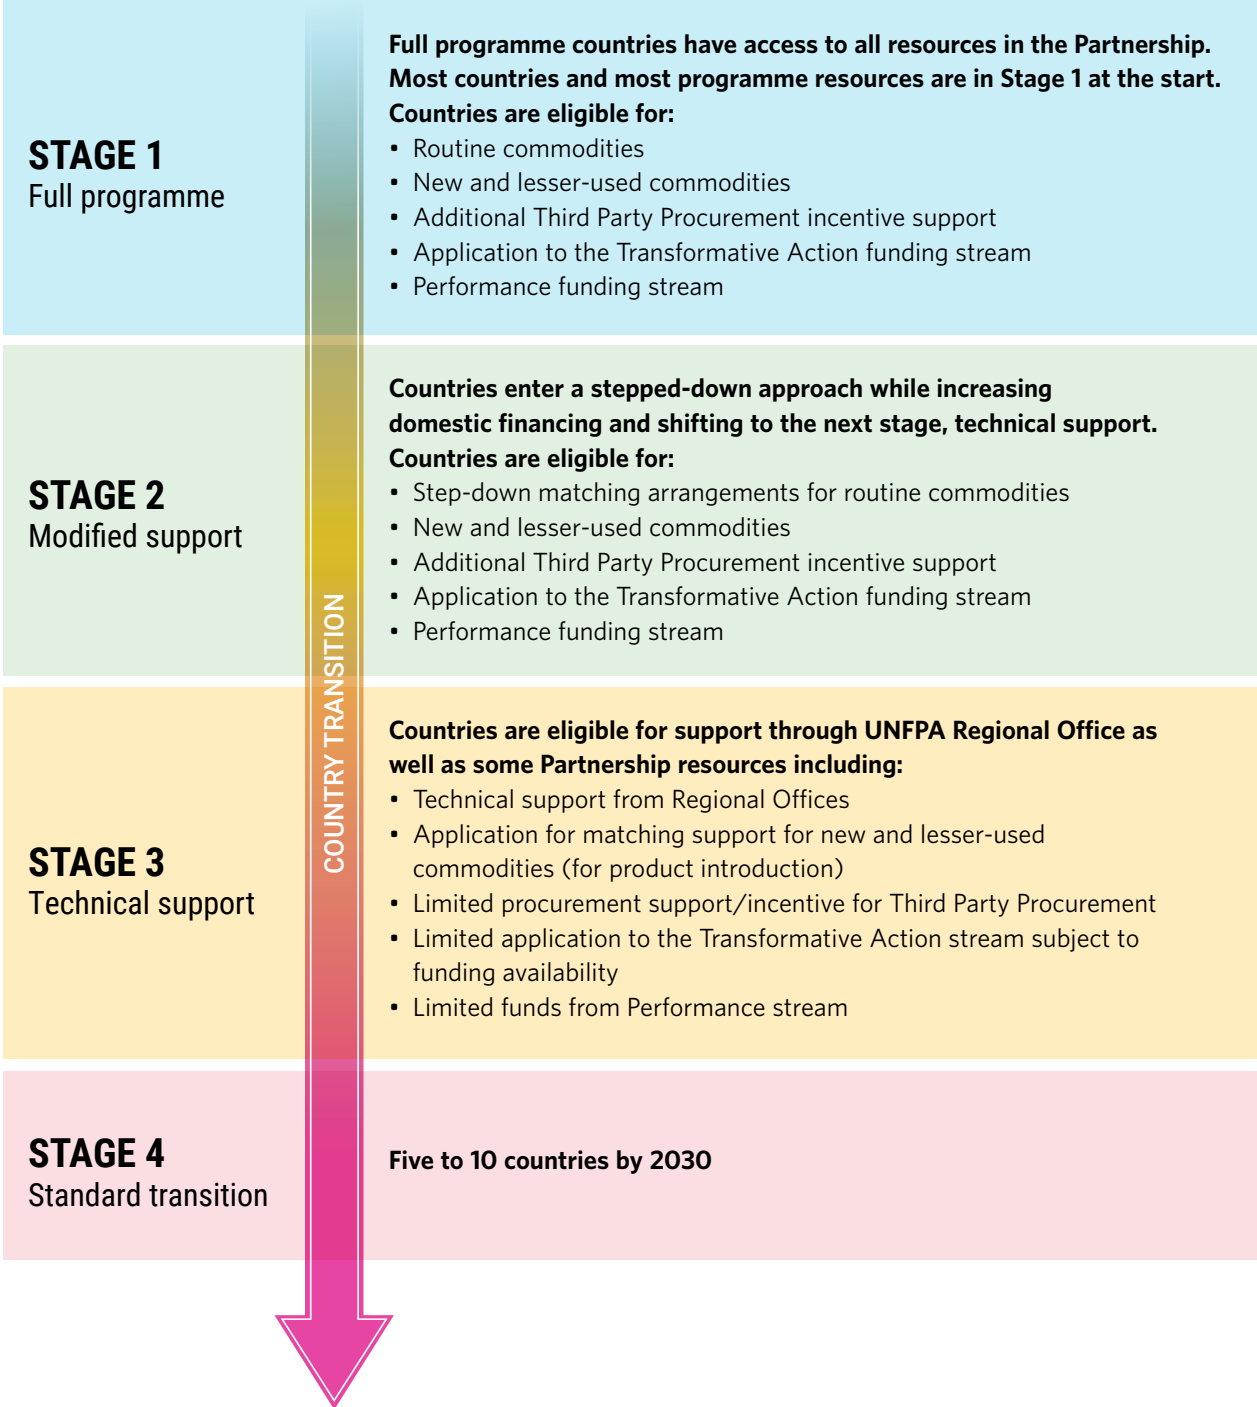 STAGE 1
Full programme
Full programme countries have access to all resources in the Partnership.
Most countries and most programme resources are in Stage 1 at the start.
Countries are eligible for:
• Routine commodities
• New and lesser-used commodities
• Additional Third Party Procurement incentive support
• Application to the Transformative Action funding stream
• Performance funding stream
STAGE 2
Modified support
Countries enter a stepped-down approach while increasing
domestic financing and shifting to the next stage, technical support.
Countries are eligible for:
• Step-down matching arrangements for routine commodities
• New and lesser-used commodities
• Additional Third Party Procurement incentive support
• Application to the Transformative Action funding stream
• Performance funding stream
COUNTRY TRANSITION
STAGE 3
Technical support
Countries are eligible for support through UNFPA Regional Office as
well as some Partnership resources including:
• Technical support from Regional Offices
• Application for matching support for new and lesser-used
commodities (for product introduction)
• Limited procurement support/incentive for Third Party Procurement
• Limited application to the Transformative Action stream subject to
funding availability
• Limited funds from Performance stream
STAGE 4
Standard transition
Five to 10 countries by 2030